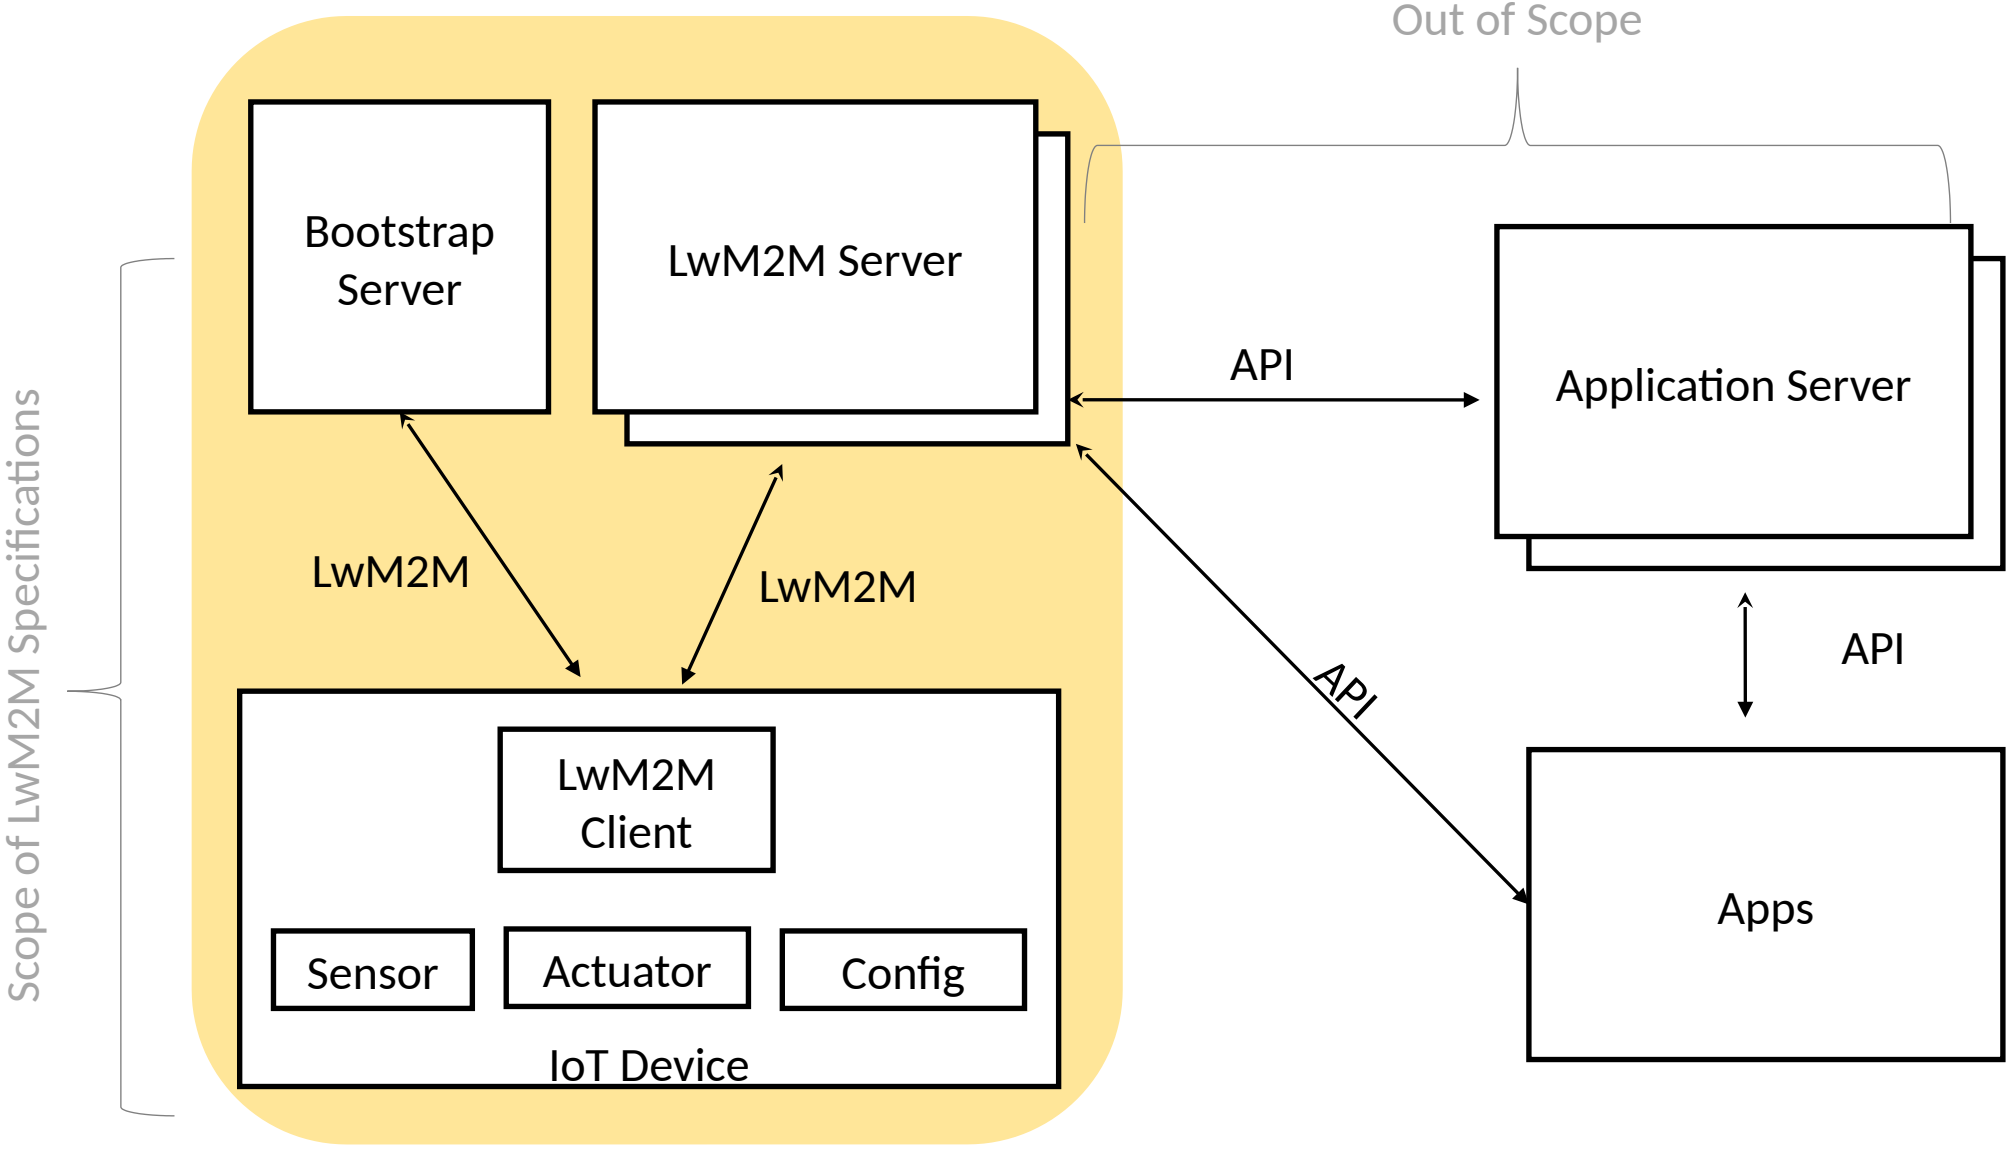 Out of Scope
Bootstrap
Server
LwM2M Server
API
Application Server
Scope of LwM2M Specifications
LwM2M
LwM2M
API
API
LwM2M
Client
Sensor
Actuator
Config
IoT Device
Apps